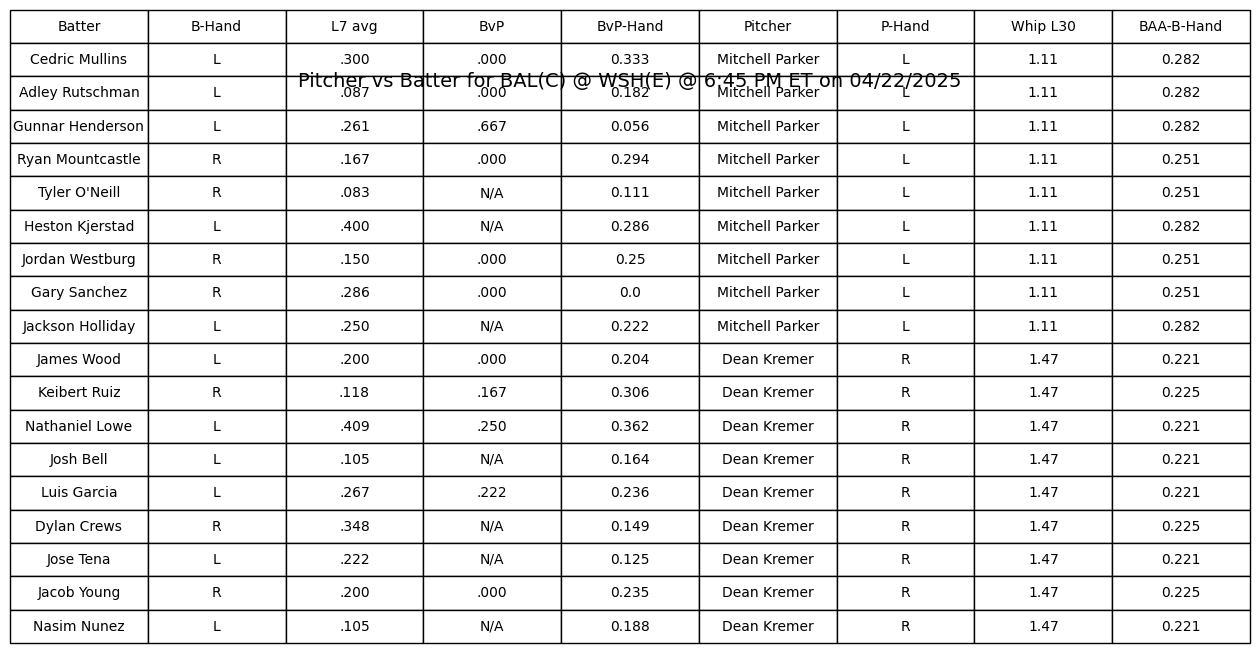 Batter B-Hand L7 avg BvP BvP-Hand Pitcher P-Hand Whip L30 BAA-B-Hand
Cedric Mullins L .300 .000 0.333 Mitchell Parker L 1.11 0.282
Pitcher vs Batter for BAL(C) @ WSH(E) @ 6:45 PM ET on 04/22/2025
Adley Rutschman L .087 .000 0.182 Mitchell Parker L 1.11 0.282
Gunnar Henderson L .261 .667 0.056 Mitchell Parker L 1.11 0.282
Ryan Mountcastle R .167 .000 0.294 Mitchell Parker L 1.11 0.251
Tyler O'Neill R .083 N/A 0.111 Mitchell Parker L 1.11 0.251
Heston Kjerstad L .400 N/A 0.286 Mitchell Parker L 1.11 0.282
Jordan Westburg R .150 .000 0.25 Mitchell Parker L 1.11 0.251
Gary Sanchez R .286 .000 0.0 Mitchell Parker L 1.11 0.251
Jackson Holliday L .250 N/A 0.222 Mitchell Parker L 1.11 0.282
James Wood L .200 .000 0.204 Dean Kremer R 1.47 0.221
Keibert Ruiz R .118 .167 0.306 Dean Kremer R 1.47 0.225
Nathaniel Lowe L .409 .250 0.362 Dean Kremer R 1.47 0.221
Josh Bell L .105 N/A 0.164 Dean Kremer R 1.47 0.221
Luis Garcia L .267 .222 0.236 Dean Kremer R 1.47 0.221
Dylan Crews R .348 N/A 0.149 Dean Kremer R 1.47 0.225
Jose Tena L .222 N/A 0.125 Dean Kremer R 1.47 0.221
Jacob Young R .200 .000 0.235 Dean Kremer R 1.47 0.225
Nasim Nunez L .105 N/A 0.188 Dean Kremer R 1.47 0.221